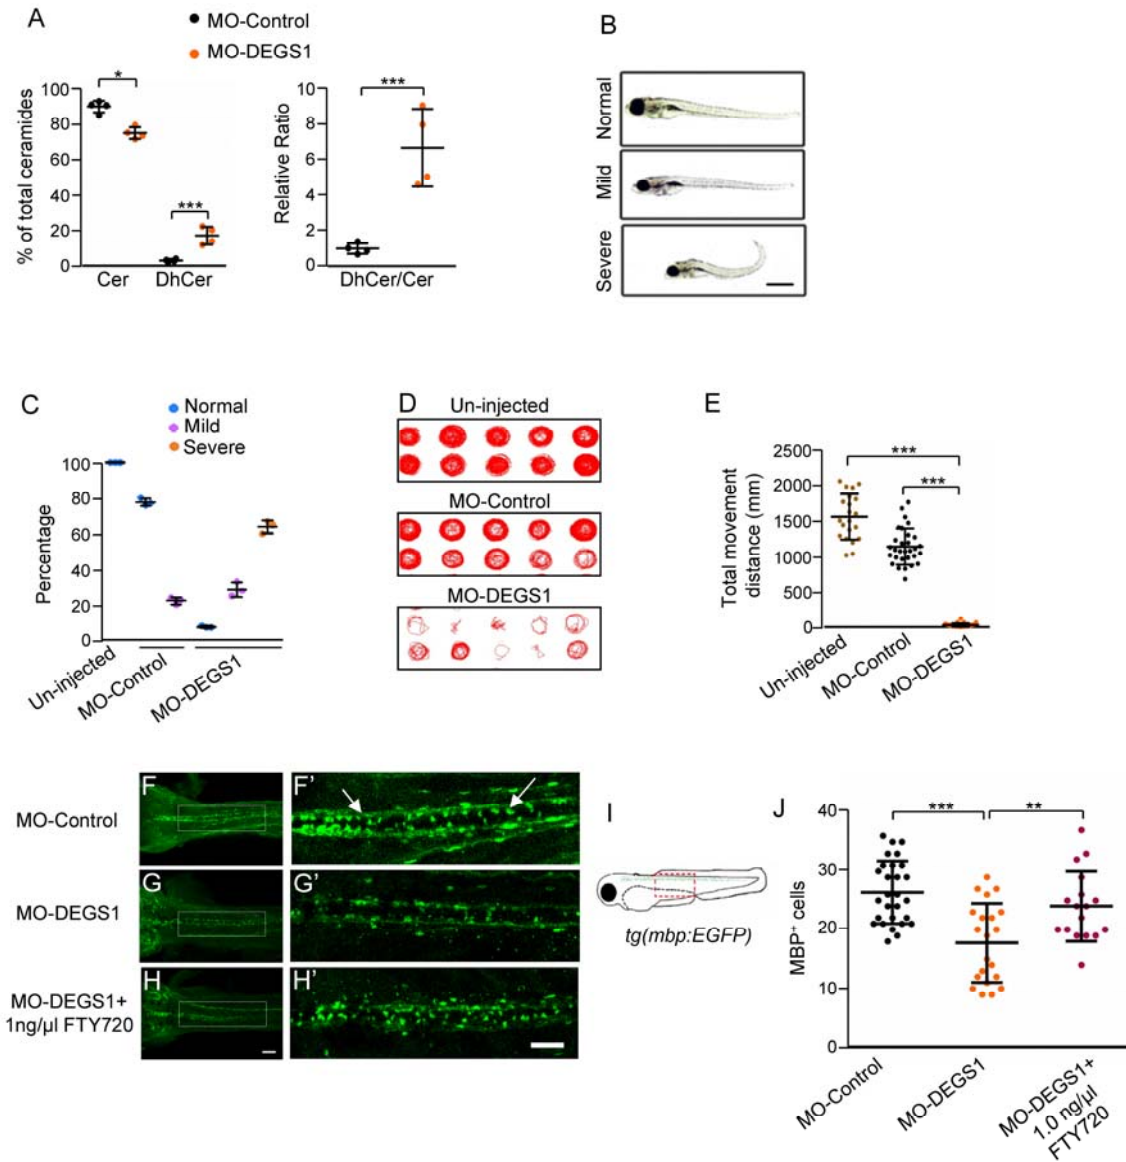 A
MO-Control
MO-DEGS1
% of total ceramides
100
80
60
40
20
0
*
***
Cer
DhCer
Relative Ratio
10
8
6
4
2
0
***
DhCer/Cer
B
Normal
Mild
Severe
C
Normal
Mild
Severe
Percentage
100
80
60
40
20
0
Un-injected
MO-Control
MO-DEGS1
D
Un-injected
MO-Control
MO-DEGS1
E
Total movement
distance (mm)
2500
2000
1500
1000
500
0
***
***
Un-injected
MO-Control
MO-DEGS1
MO-Control
F
F'
MO-DEGS1
G
G'
MO-DEGS1+
1ng/µl FTY720
H
H'
I
tg(mbp:EGFP)
J
MBP+ cells
40
30
20
10
0
***
**
MO-Control
MO-DEGS1
MO-DEGS1+
1.0 ng/µl
FTY720